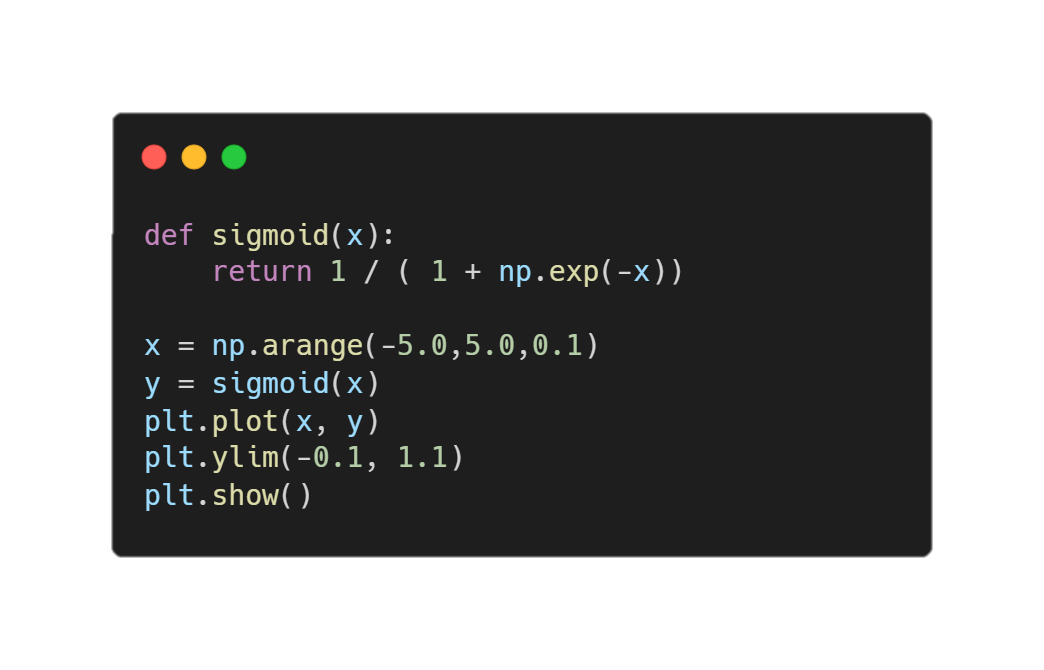 def sigmoid(x):
    return 1 / ( 1 + np.exp(-x))

x = np.arange(-5.0,5.0,0.1)
y = sigmoid(x)
plt.plot(x, y)
plt.ylim(-0.1, 1.1)
plt.show()